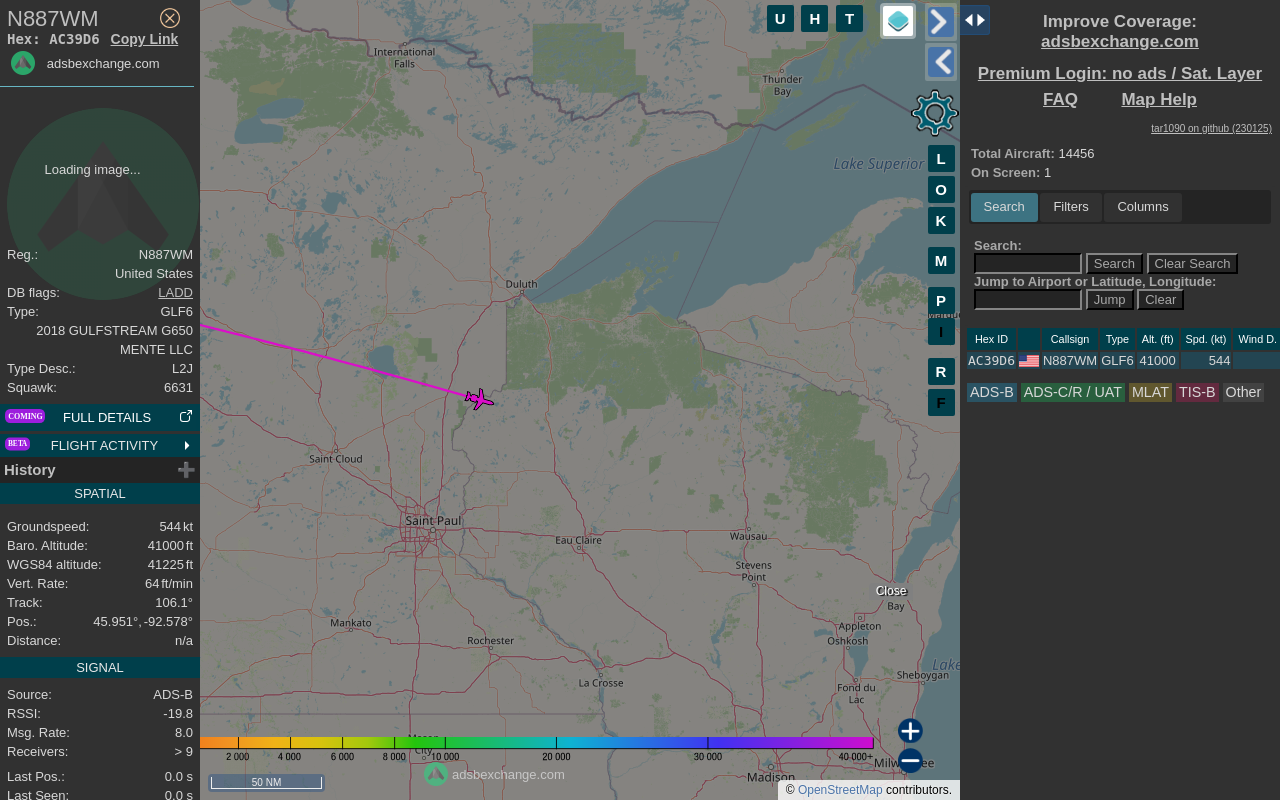 N887WM
Hex: AC39D6 Copy Link
adsbexchange.com
Loading image...
Reg.: N887WM
United States
DB flags: LADD
Type: GLF6
2018 GULFSTREAM G650
MENTE LLC
Type Desc.: L2J
Squawk: 6631
COMING FULL DETAILS
BETA FLIGHT ACTIVITY
History
SPATIAL
Groundspeed: 544 kt
Baro. Altitude: 41000 ft
WGS84 altitude: 41225 ft
Vert. Rate: 64 ft/min
Track: 106.1°
Pos.: 45.951°, -92.578°
Distance: n/a
SIGNAL
Source: ADS-B
RSSI: -19.8
Msg. Rate: 8.0
Receivers: > 9
Last Pos.: 0.0 s
Last Seen: 0.0 s
U H T
International
Falls
Thunder
Bay
Lake Superior
L
O
K
M
P
I
R
F
Duluth
Saint Cloud
Saint Paul
Eau Claire
Wausau
Stevens
Point
Close
Bay
Mankato
Rochester
Appleton
Oshkosh
La Crosse
Lake
Sheboygan
Fond du
Lac
City
2 000 4 000 6 000 8 000 10 000 20 000 30 000 40 000+
Madison
50 NM
adsbexchange.com
© OpenStreetMap contributors.
Improve Coverage:
adsbexchange.com
Premium Login: no ads / Sat. Layer
FAQ Map Help
tar1090 on github (230125)
Total Aircraft: 14456
On Screen: 1
Search Filters Columns
Search:
Search Clear Search
Jump to Airport or Latitude, Longitude:
Jump Clear
Hex ID Callsign Type Alt. (ft) Spd. (kt) Wind D.
AC39D6 N887WM GLF6 41000 544
ADS-B ADS-C/R / UAT MLAT TIS-B Other